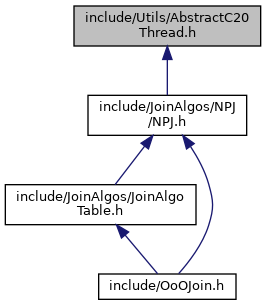 include/Utils/AbstractC20
Thread.h
include/JoinAlgos/NPJ
/NPJ.h
include/JoinAlgos/JoinAlgo
Table.h
include/OoOJoin.h